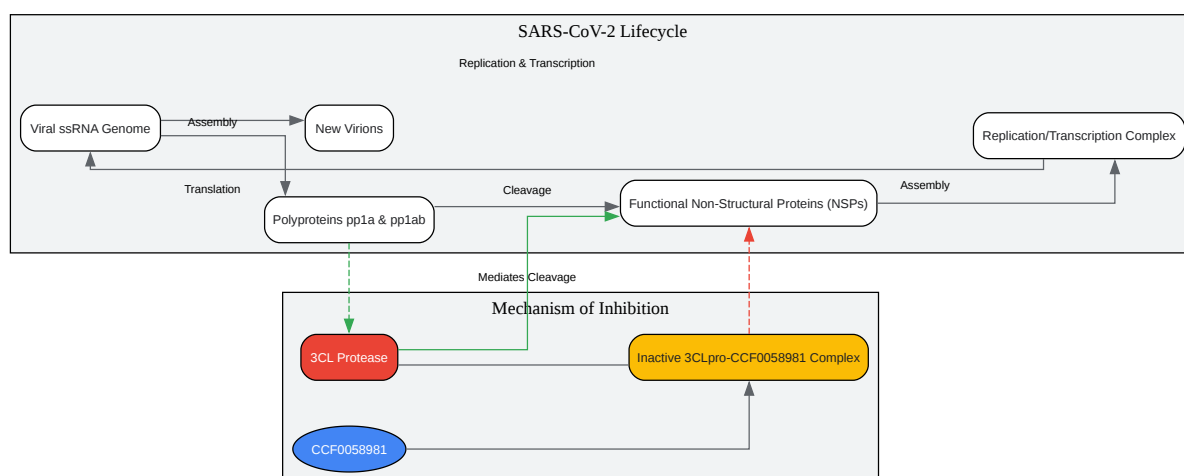 SARS-CoV-2 Lifecycle
Replication & Transcription
Viral ssRNA Genome
Assembly
New Virions
Replication/Transcription Complex
Translation
Cleavage
Assembly
Polyproteins pp1a & pp1ab
Functional Non-Structural Proteins (NSPs)
Mediates Cleavage
Mechanism of Inhibition
3CL Protease
Inactive 3CLpro-CCF0058981 Complex
CCF0058981